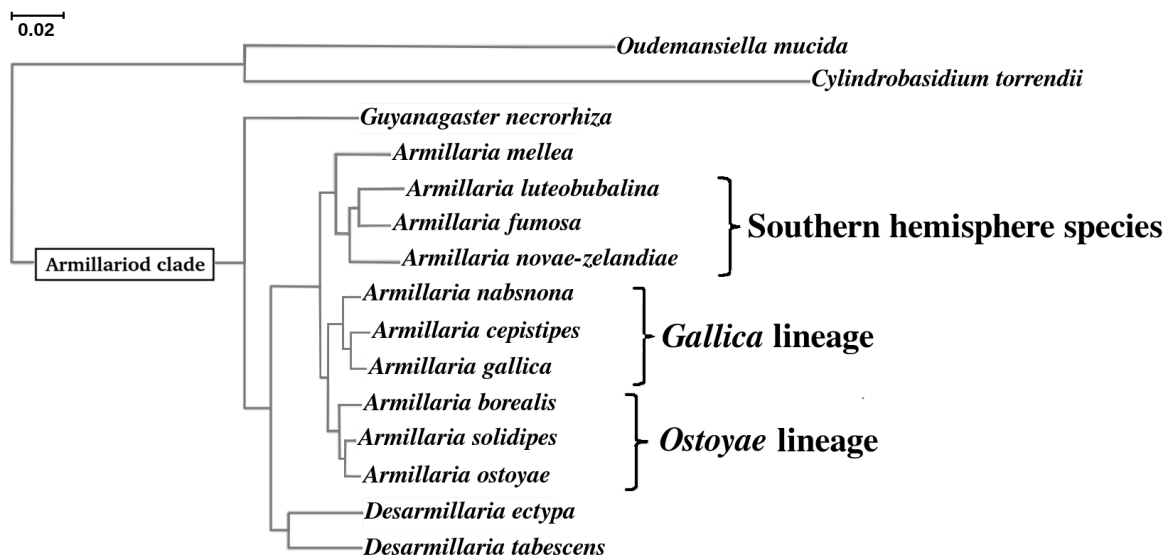 0.02
Oudemansiella mucida
Cylindrobasidium torrendii
Guyanagaster necrorhiza
Armillaria mellea
Armillaria luteobubalina
Armillaria fumosa
Southern hemisphere species
Armillaria novae-zelandiae
Armillariod clade
Armillaria nabsnona
Armillaria cepistipes
Gallica lineage
Armillaria gallica
Armillaria borealis
Armillaria solidipes
Ostoyae lineage
Armillaria ostoyae
Desarmillaria ectypa
Desarmillaria tabescens